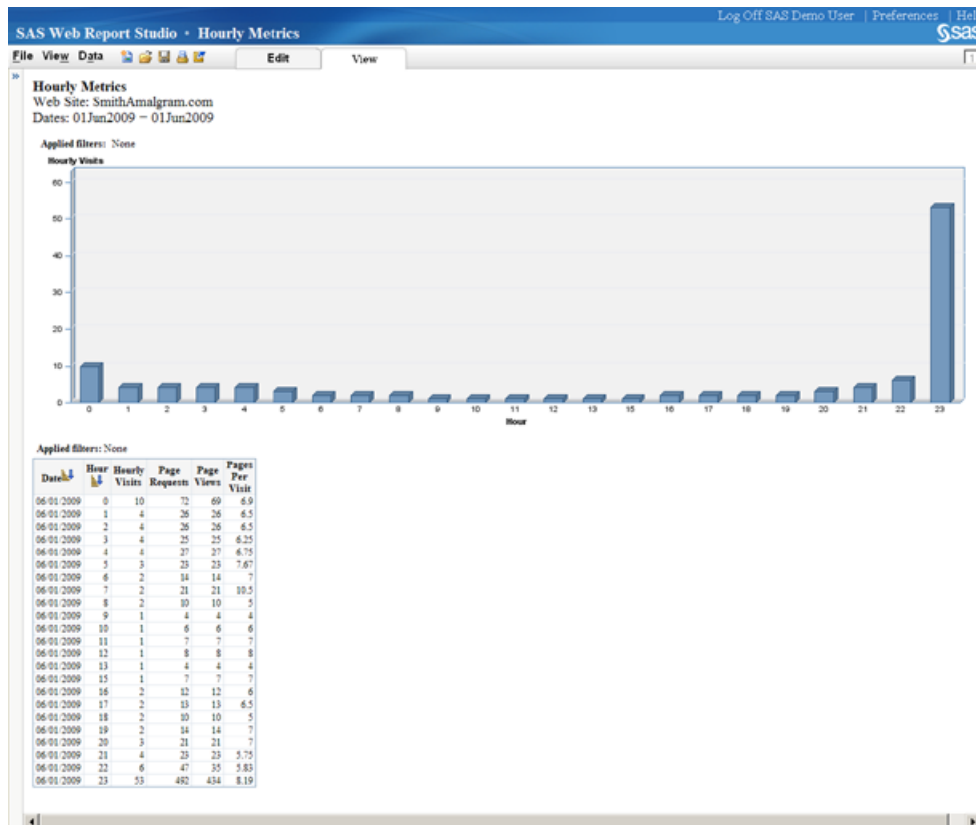 Log Off SAS Demo User | Preferences | Hel
SAS Web Report Studio • Hourly Metrics
sas
File View Data Edit View
1
»
Hourly Metrics
Web Site: SmithAmalgram.com
Dates: 01Jun2009 - 01Jun2009
Applied filters: None
Hourly Visits
60
50
40
30
20
10
0
0 1 2 3 4 5 6 7 8 9 10 11 12 13 15 16 17 18 19 20 21 22 23
Hour
Applied filters: None
Date Hour Hourly Visits Page Requests Page Views Pages Per Visit
06/01/2009 0 10 72 69 6.9
06/01/2009 1 4 26 26 6.5
06/01/2009 2 4 26 26 6.5
06/01/2009 3 4 25 25 6.25
06/01/2009 4 4 27 27 6.75
06/01/2009 5 3 23 23 7.67
06/01/2009 6 2 14 14 7
06/01/2009 7 2 21 21 10.5
06/01/2009 8 2 10 10 5
06/01/2009 9 1 4 4 4
06/01/2009 10 1 6 6 6
06/01/2009 11 1 7 7 7
06/01/2009 12 1 8 8 8
06/01/2009 13 1 4 4 4
06/01/2009 15 1 7 7 7
06/01/2009 16 2 12 12 6
06/01/2009 17 2 13 13 6.5
06/01/2009 18 2 10 10 5
06/01/2009 19 2 14 14 7
06/01/2009 20 3 21 21 7
06/01/2009 21 4 23 23 5.75
06/01/2009 22 6 47 35 5.83
06/01/2009 23 53 492 434 8.19